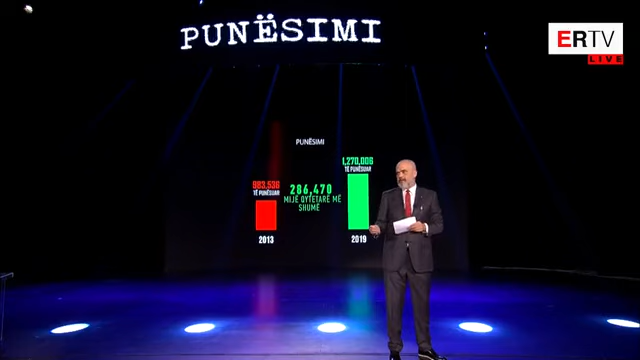 PUNËSIMI
ERTV
LIVE
PUNËSIMI
983,536
TË PUNËSUAR
286,470
MIJË QYTETARË MË
SHUMË
1,270,006
TË PUNËSUAR
2013
2019